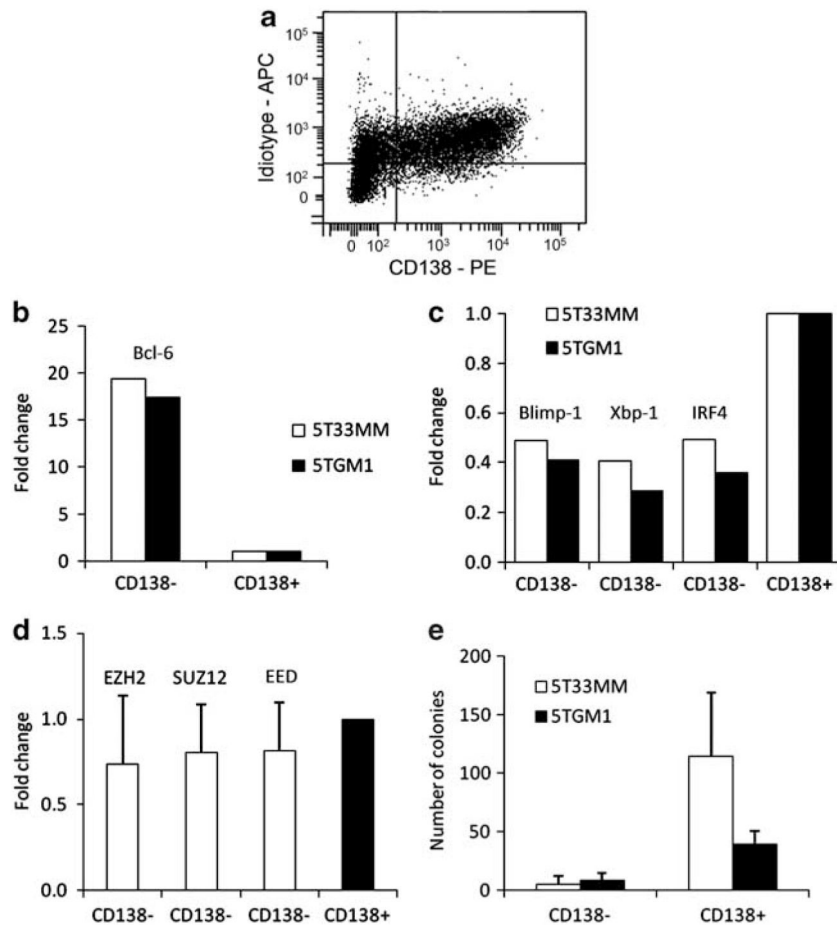 a
Idiotype - APC
10^5
10^4
10^3
10^2
0
0 10^2 10^3 10^4 10^5
CD138 - PE
b
Fold change
25
20
15
10
5
0
Bcl-6
5T33MM
5TGM1
CD138- CD138+
c
Fold change
1.0
0.8
0.6
0.4
0.2
0.0
5T33MM
5TGM1
Blimp-1 Xbp-1 IRF4
CD138- CD138- CD138- CD138+
d
Fold change
1.5
1.0
0.5
0.0
EZH2 SUZ12 EED
CD138- CD138- CD138- CD138+
e
Number of colonies
200
150
100
50
0
5T33MM
5TGM1
CD138- CD138+